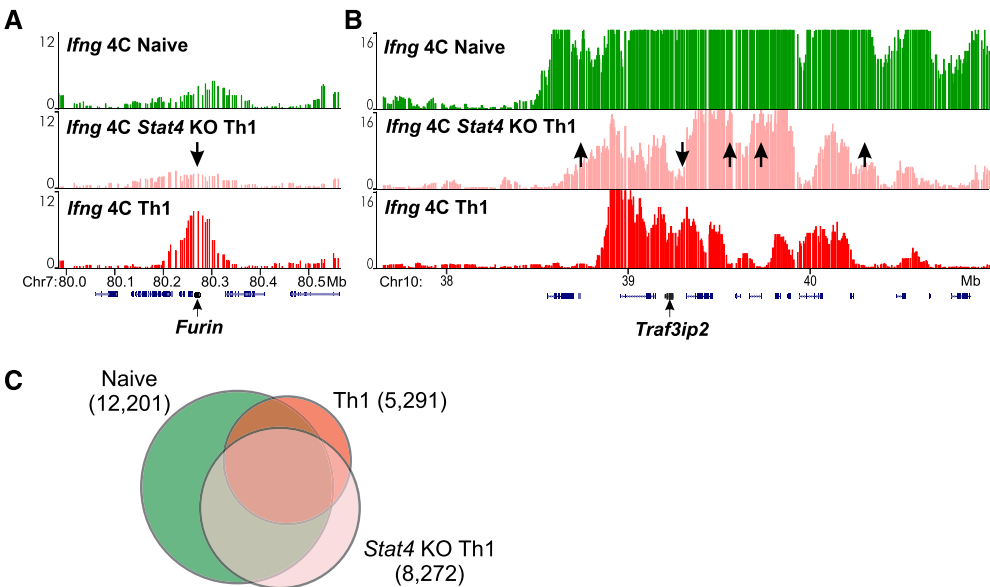 A
12
Ifng 4C Naive
0
12
Ifng 4C Stat4 KO Th1
0
12
Ifng 4C Th1
0
Chr7:80.0 80.1 80.2 80.3 80.4 80.5Mb
Furin
B
16
Ifng 4C Naive
0
16
Ifng 4C Stat4 KO Th1
0
16
Ifng 4C Th1
0
Chr10: 38 39 40 Mb
Traf3ip2
C
Naive
(12,201)
Th1 (5,291)
Stat4 KO Th1
(8,272)